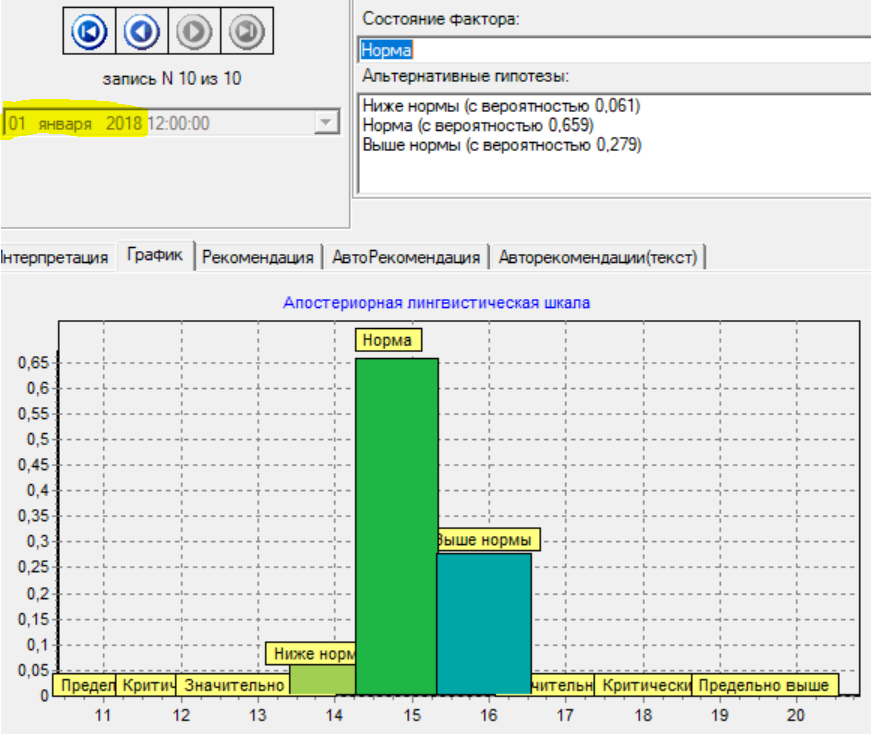 Состояние фактора:
Норма
запись N 10 из 10
Альтернативные гипотезы:
01 января 2018 12:00:00
Ниже нормы (с вероятностью 0,061)
Норма (с вероятностью 0,659)
Выше нормы (с вероятностью 0,279)
График Рекомендация АвтоРекомендация Авторекомендации(текст)
Апостериорная лингвистическая шкала
Норма
0,65
0,6
0,55
0,5
0,45
0,4
0,35
0,3
Выше нормы
0,25
0,2
0,15
0,1
Ниже норм
0,05
Предел Критич Значительно чительн Критически Предельно выше
0
11 12 13 14 15 16 17 18 19 20